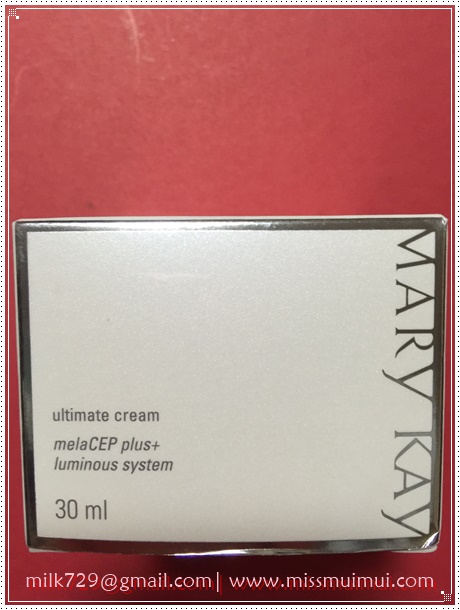 MARY KAY
ultimate cream
melaCEP plus+
luminous system
30 ml
milk729@gmail.com| www.missmuimui.com